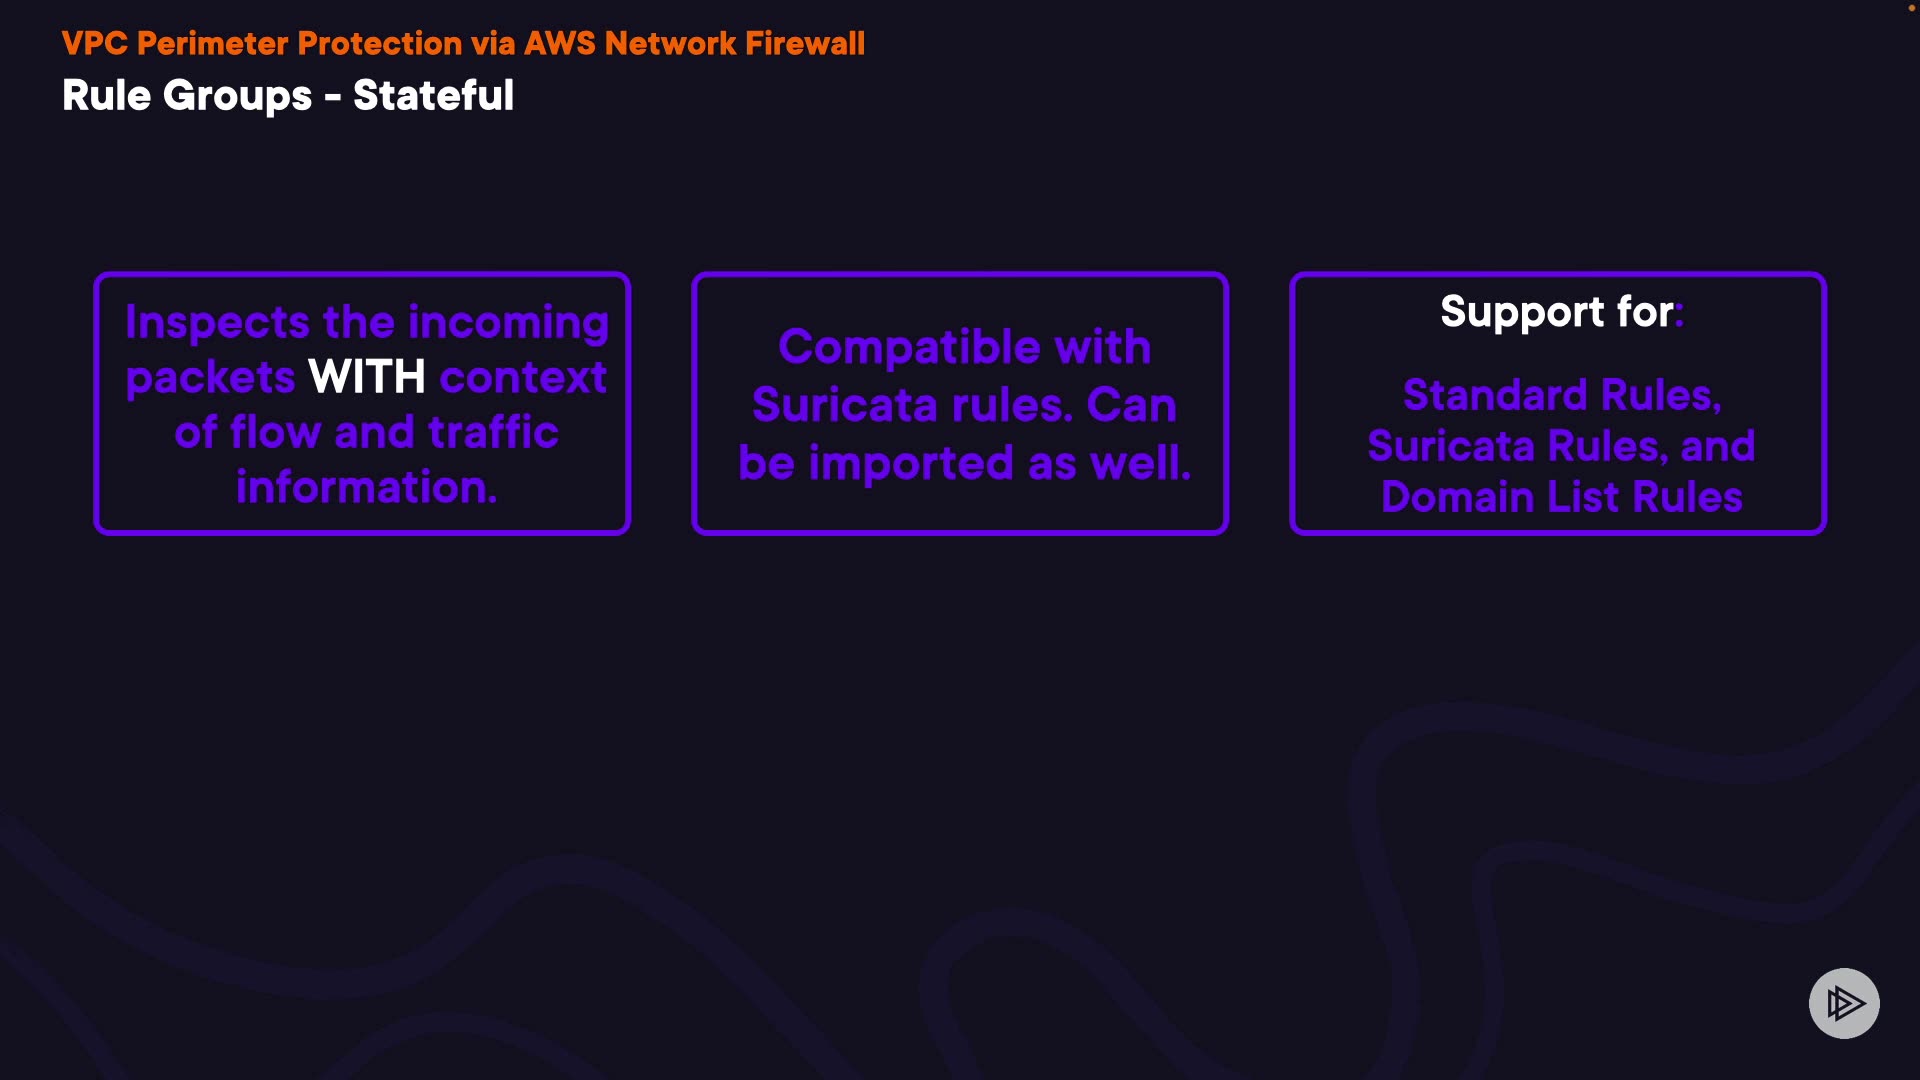 VPC Perimeter Protection via AWS Network Firewall
Rule Groups - Stateful
Inspects the incoming
packets WITH context
of flow and traffic
information.
Compatible with
Suricata rules. Can
be imported as well.
Support for:
Standard Rules,
Suricata Rules, and
Domain List Rules